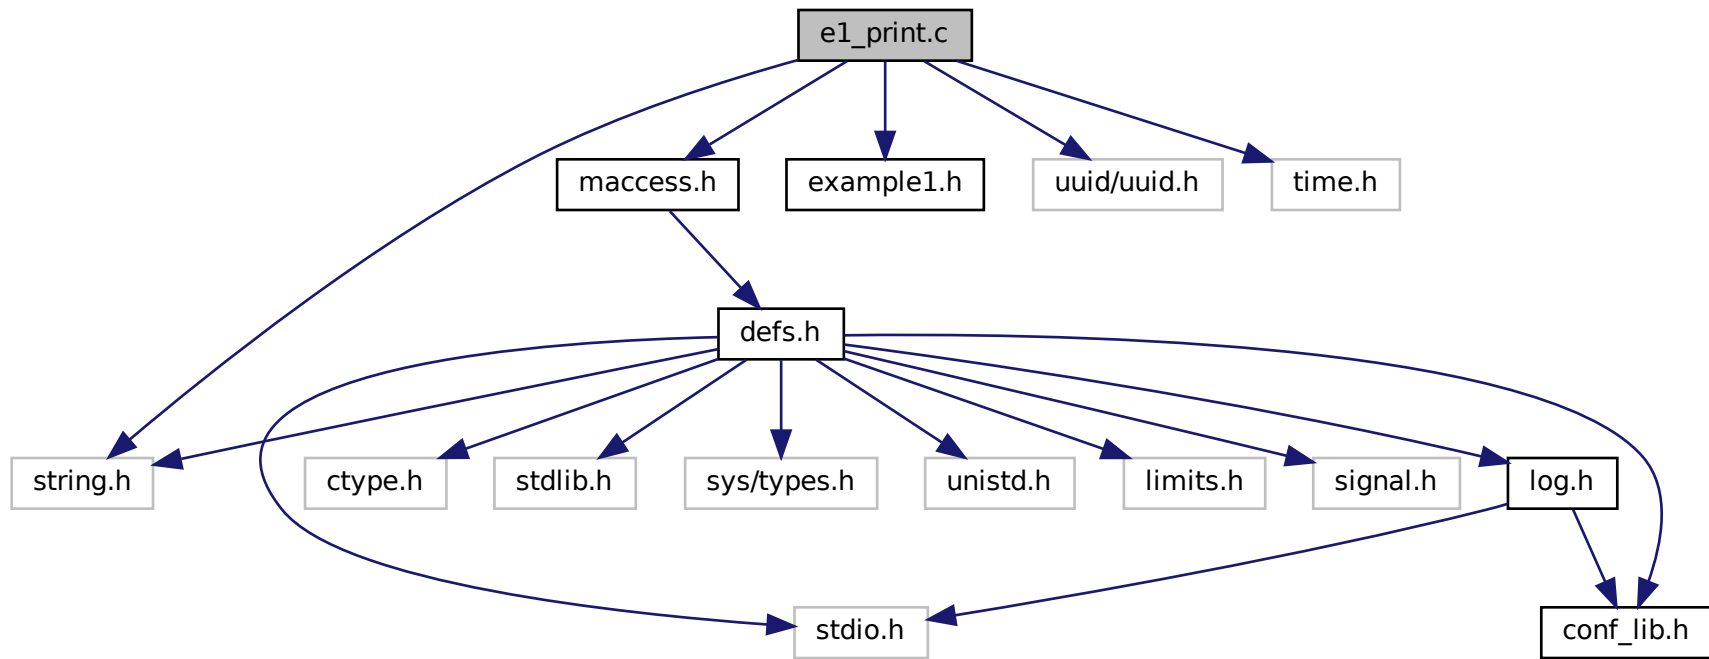 e1_print.c
maccess.h
example1.h
uuid/uuid.h
time.h
defs.h
string.h
ctype.h
stdlib.h
sys/types.h
unistd.h
limits.h
signal.h
log.h
stdio.h
conf_lib.h